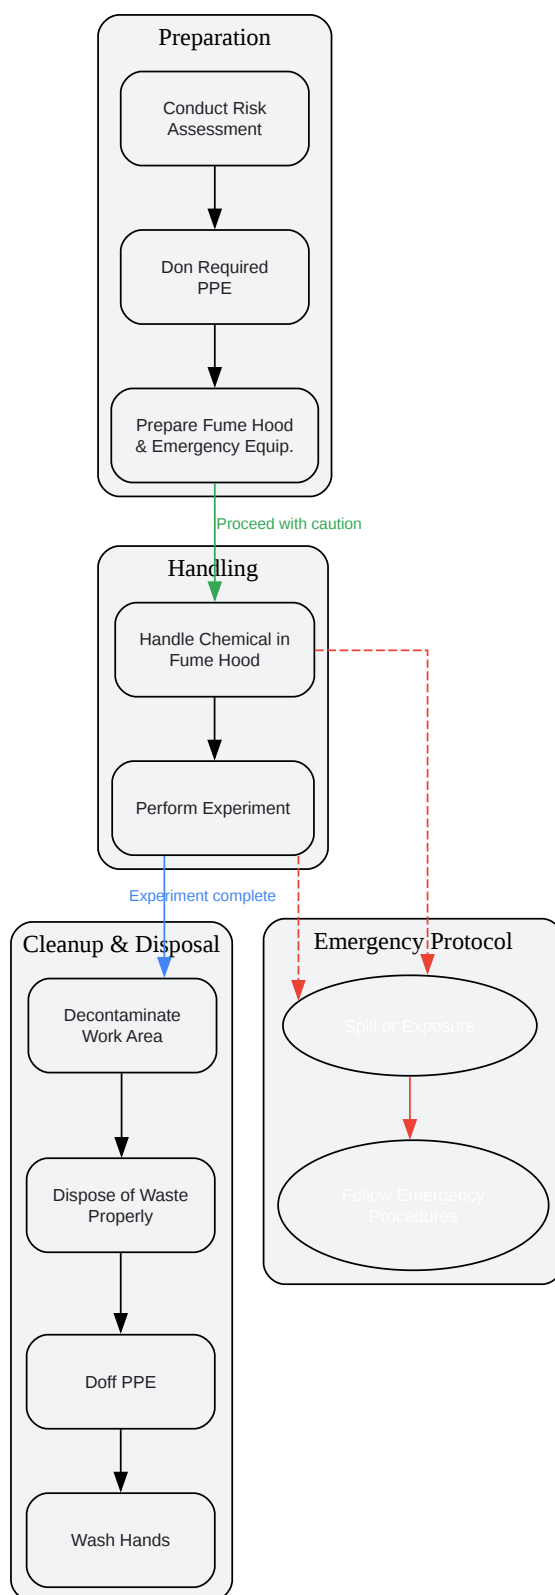 Preparation
Conduct Risk
Assessment
Don Required
PPE
Prepare Fume Hood
& Emergency Equip.
Proceed with caution
Handling
Handle Chemical in
Fume Hood
Perform Experiment
Experiment complete
Cleanup & Disposal
Decontaminate
Work Area
Dispose of Waste
Properly
Doff PPE
Wash Hands
Emergency Protocol
Spill or Exposure
Follow Emergency
Procedures